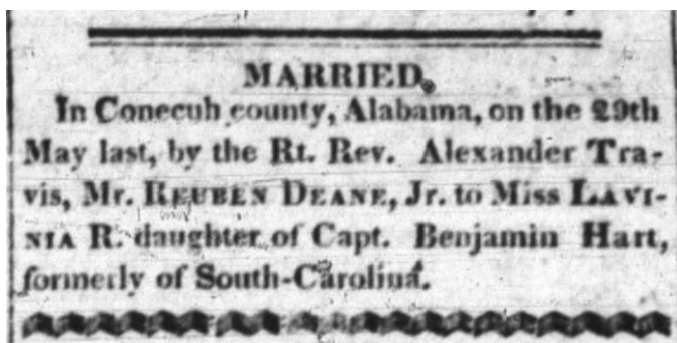 MARRIED.
In Conecuh county, Alabama, on the 29th
May last, by the Rt. Rev. Alexander Tra-
vis, Mr. REUBEN DEANE, Jr. to Miss LAVI-
NIA R. daughter of Capt. Benjamin Hart,
formerly of South-Carolina.